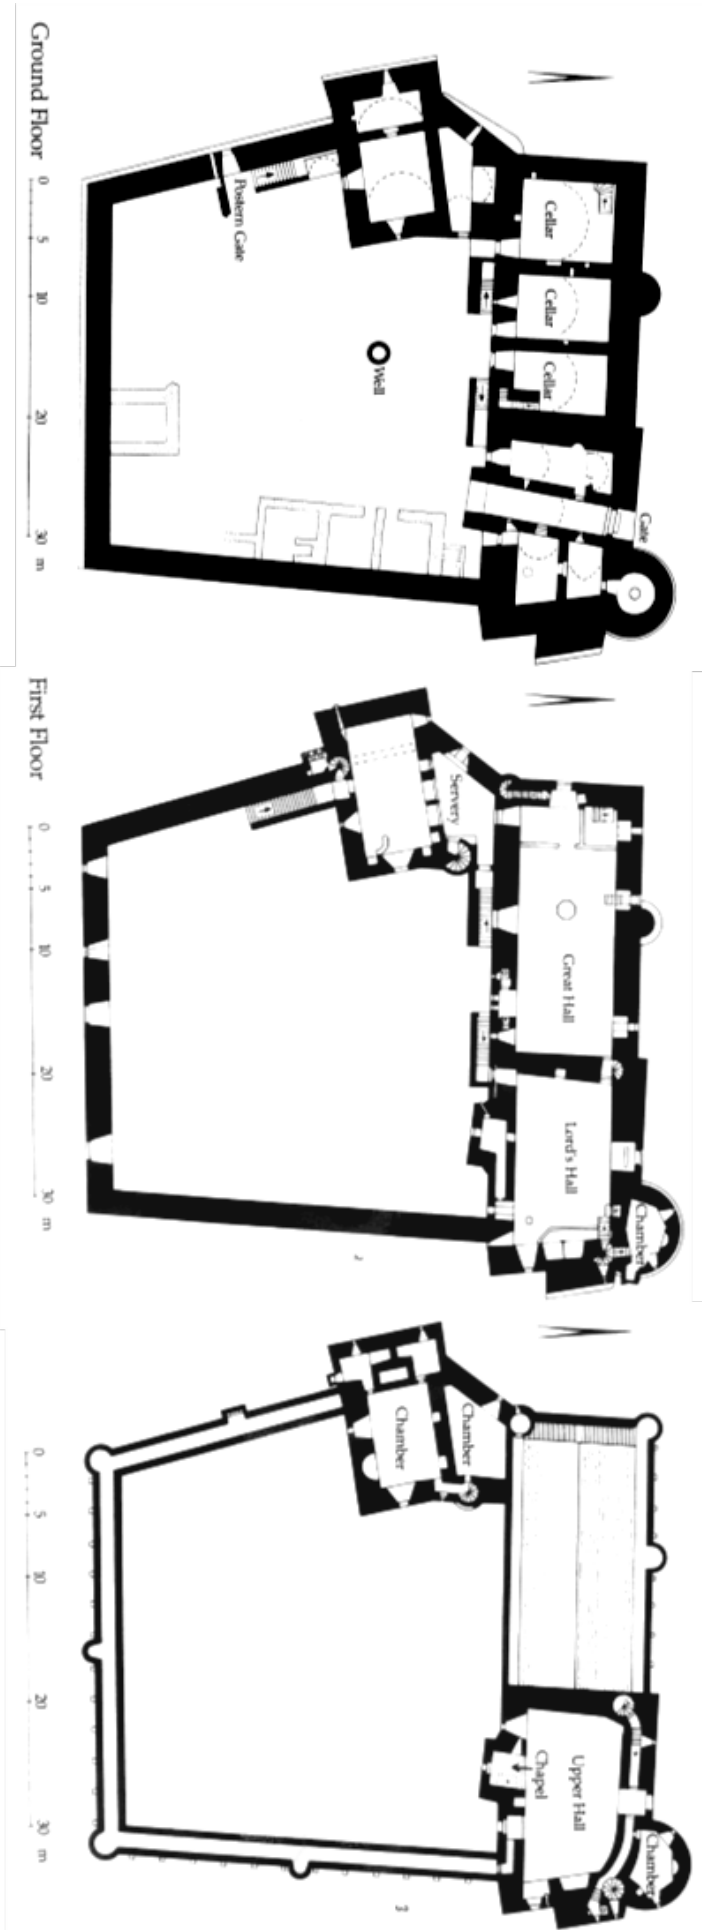 Ground Floor
0 5 10 20 30 m
Postern Gate
Well
Cellar
Cellar
Cellar
Gate
First Floor
0 5 10 20 30 m
Servery
Great Hall
Lord's Hall
Chamber
0 5 10 20 30 m
Chamber
Chamber
Upper Hall
Chapel
Chamber